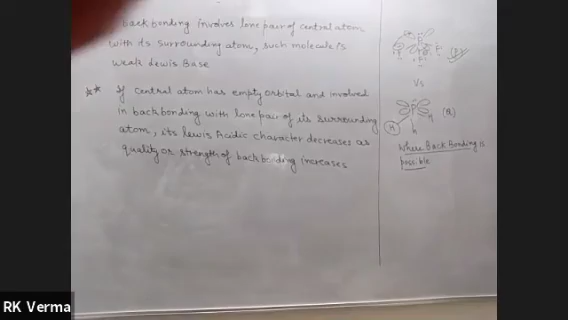 back bonding involves lone pair of central atom
with its surrounding atom, such molecule is
weak Lewis Base
** If central atom has empty orbital and involved
in back bonding with lone pair of its surrounding
atom, its Lewis Acidic character decreases as
quality or strength of back bonding increases
Vs
H
H
Where Back Bonding is
possible
RK Verma